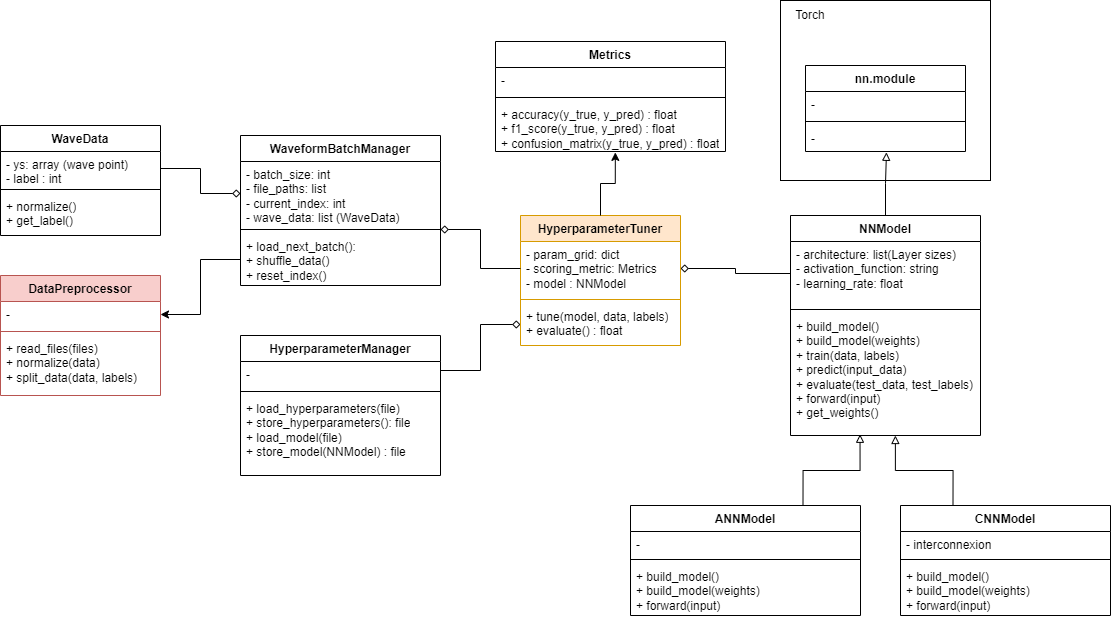 Torch
nn.module
-
-
Metrics
-
+ accuracy(y_true, y_pred) : float
+ f1_score(y_true, y_pred) : float
+ confusion_matrix(y_true, y_pred) : float
WaveData
- ys: array (wave point)
- label : int
+ normalize()
+ get_label()
WaveformBatchManager
- batch_size: int
- file_paths: list
- current_index: int
- wave_data: list (WaveData)
+ load_next_batch():
+ shuffle_data()
+ reset_index()
HyperparameterTuner
- param_grid: dict
- scoring_metric: Metrics
- model : NNModel
+ tune(model, data, labels)
+ evaluate() : float
NNModel
- architecture: list(Layer sizes)
- activation_function: string
- learning_rate: float
+ build_model()
+ build_model(weights)
+ train(data, labels)
+ predict(input_data)
+ evaluate(test_data, test_labels)
+ forward(input)
+ get_weights()
DataPreprocessor
-
+ read_files(files)
+ normalize(data)
+ split_data(data, labels)
HyperparameterManager
-
+ load_hyperparameters(file)
+ store_hyperparameters(): file
+ load_model(file)
+ store_model(NNModel) : file
ANNModel
-
+ build_model()
+ build_model(weights)
+ forward(input)
CNNModel
- interconnexion
+ build_model()
+ build_model(weights)
+ forward(input)